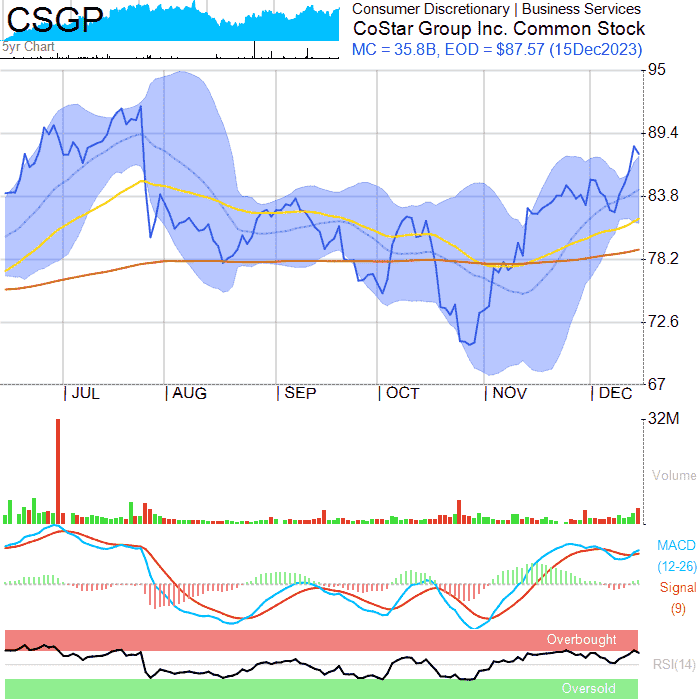 CSGP
5yr Chart
Consumer Discretionary | Business Services
CoStar Group Inc. Common Stock
MC = 35.8B, EOD = $87.57 (15Dec2023)
95
89.4
83.8
78.2
72.6
67
JUL AUG SEP OCT NOV DEC
32M
Volume
MACD
(12-26)
Signal
(9)
Overbought
RSI(14)
Oversold